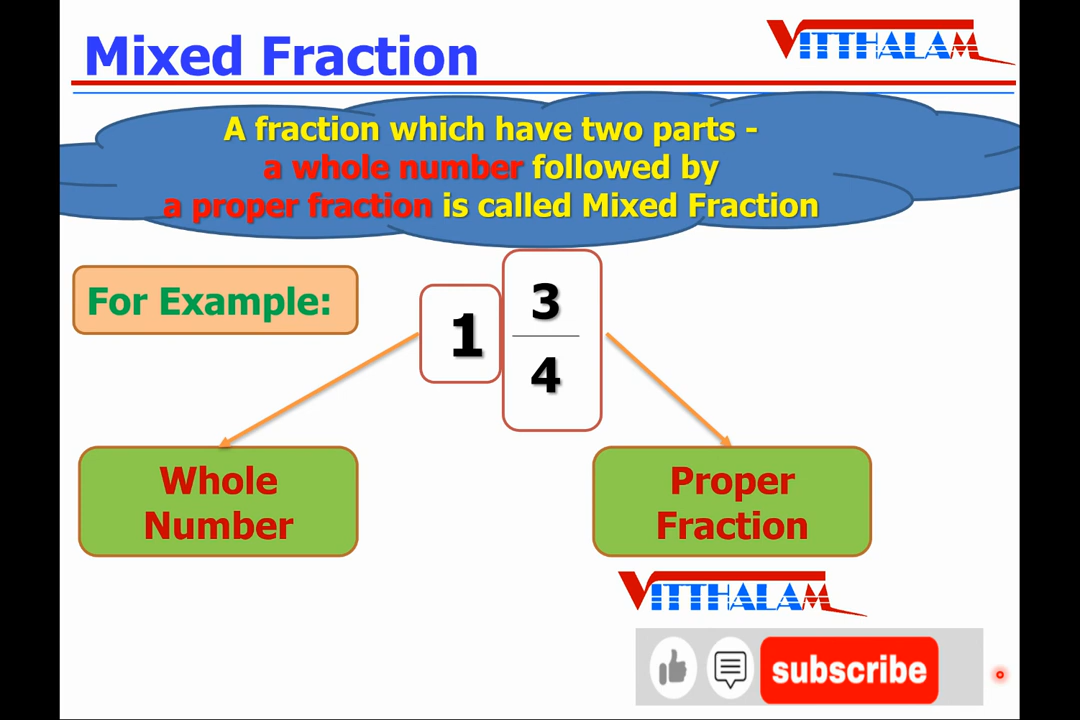 Mixed Fraction
VITTHALAM
A fraction which have two parts -
a whole number followed by
a proper fraction is called Mixed Fraction
For Example:
1 3
4
Whole
Number
Proper
Fraction
VITTHALAM
subscribe